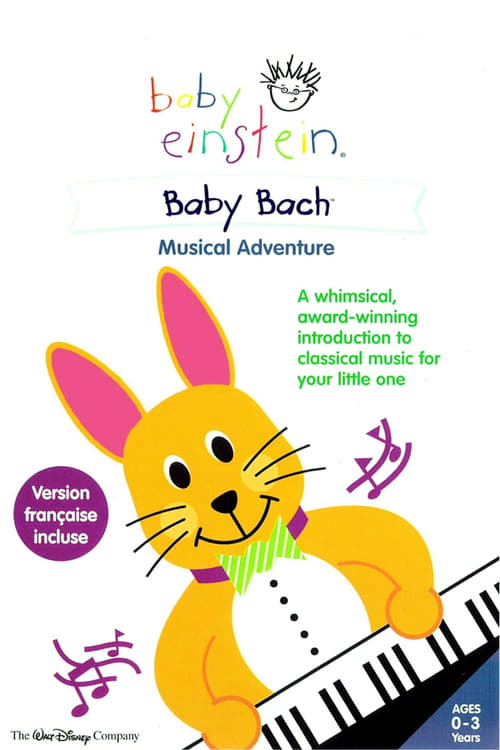 baby
einstein®
Baby Bach™
Musical Adventure
A whimsical,
award-winning
introduction to
classical music for
your little one
Version
française
incluse
AGES
0-3
Years
The Walt Disney Company